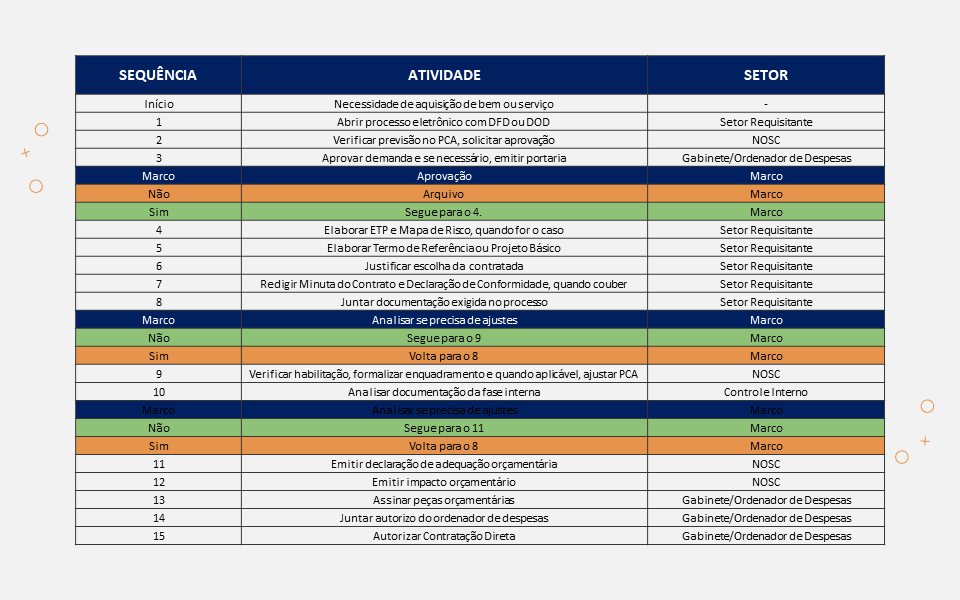 SEQUÊNCIA ATIVIDADE SETOR
Início Necessidade de aquisição de bem ou serviço -
1 Abrir processo eletrônico com DFD ou DOD Setor Requisitante
2 Verificar previsão no PCA, solicitar aprovação NOSC
3 Aprovar demanda e se necessário, emitir portaria Gabinete/Ordenador de Despesas
Marco Aprovação Marco
Não Arquivo Marco
Sim Segue para o 4. Marco
4 Elaborar ETP e Mapa de Risco, quando for o caso Setor Requisitante
5 Elaborar Termo de Referência ou Projeto Básico Setor Requisitante
6 Justificar escolha da contratada Setor Requisitante
7 Redigir Minuta do Contrato e Declaração de Conformidade, quando couber Setor Requisitante
8 Juntar documentação exigida no processo Setor Requisitante
Marco Analisar se precisa de ajustes Marco
Não Segue para o 9 Marco
Sim Volta para o 8 Marco
9 Verificar habilitação, formalizar enquadramento e quando aplicável, ajustar PCA NOSC
10 Analisar documentação da fase interna Controle Interno
Marco Analisar se precisa de ajustes Marco
Não Segue para o 11 Marco
Sim Volta para o 8 Marco
11 Emitir declaração de adequação orçamentária NOSC
12 Emitir impacto orçamentário NOSC
13 Assinar peças orçamentárias Gabinete/Ordenador de Despesas
14 Juntar autorizo do ordenador de despesas Gabinete/Ordenador de Despesas
15 Autorizar Contratação Direta Gabinete/Ordenador de Despesas